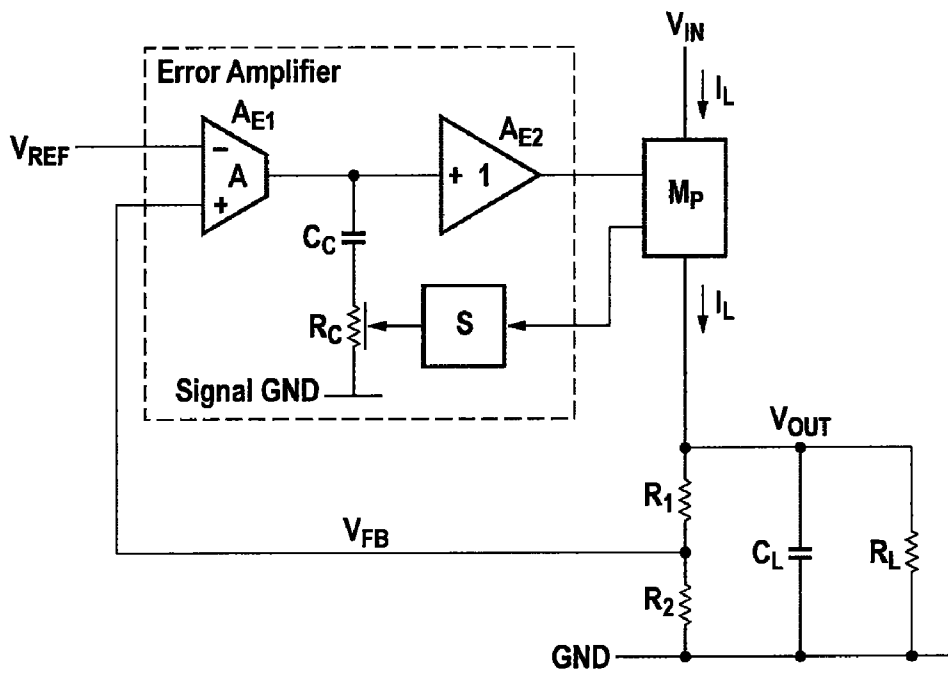 V_IN
Error Amplifier
A_E1
I_L
V_REF
−
A
+
A_E2
+ 1
M_P
C_C
R_C
S
I_L
Signal GND
V_OUT
R_1
V_FB
C_L
R_L
R_2
GND